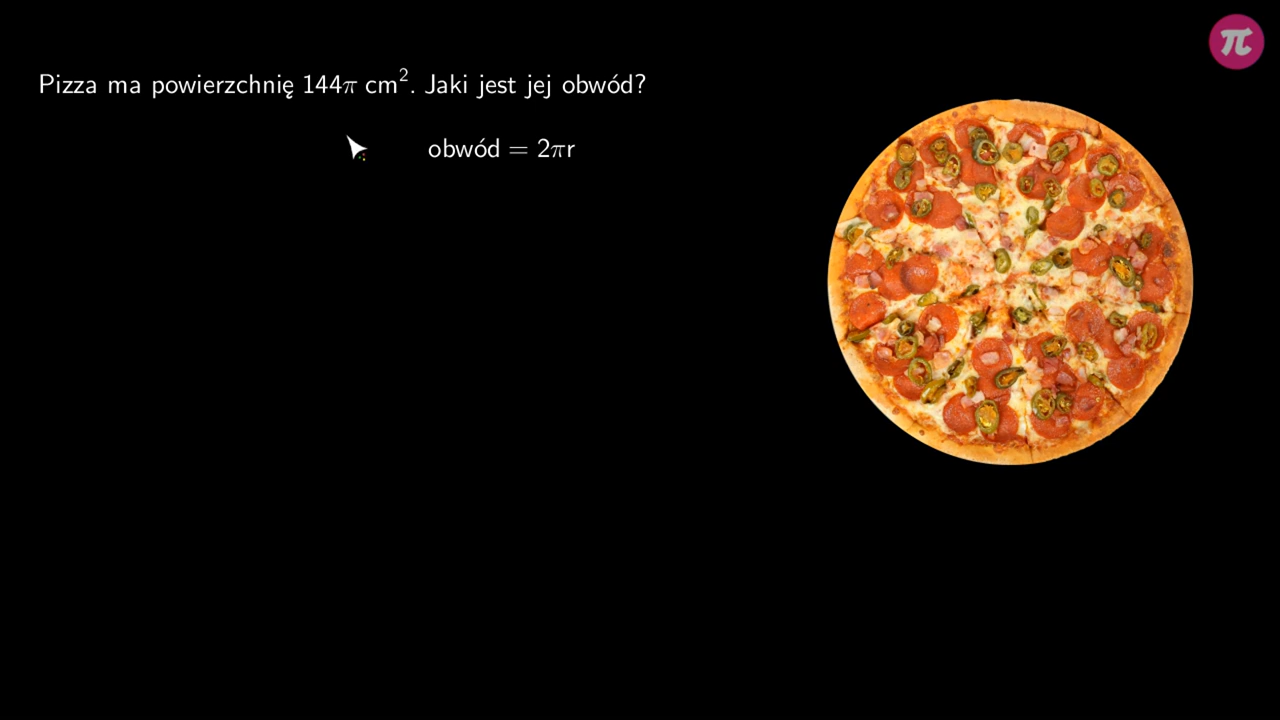 π
Pizza ma powierzchnię 144π cm². Jaki jest jej obwód?
obwód = 2πr